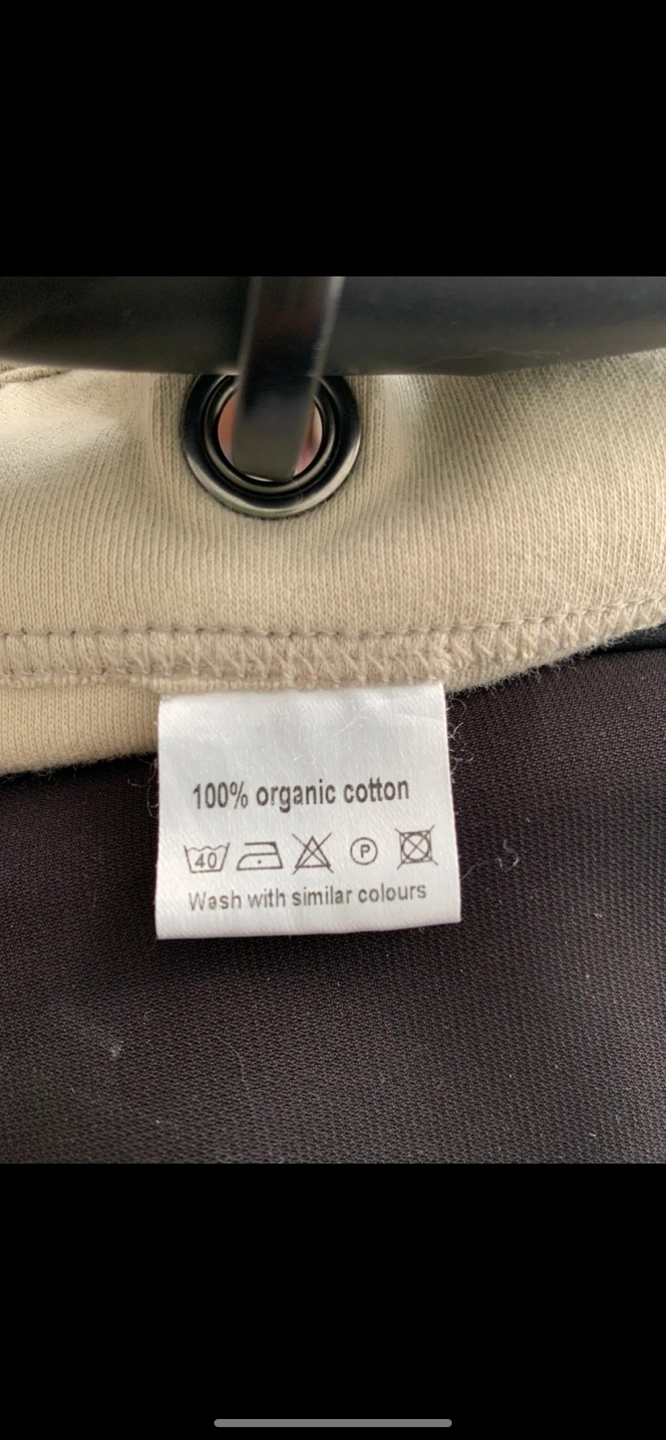 100% organic cotton
40 P
Wash with similar colours